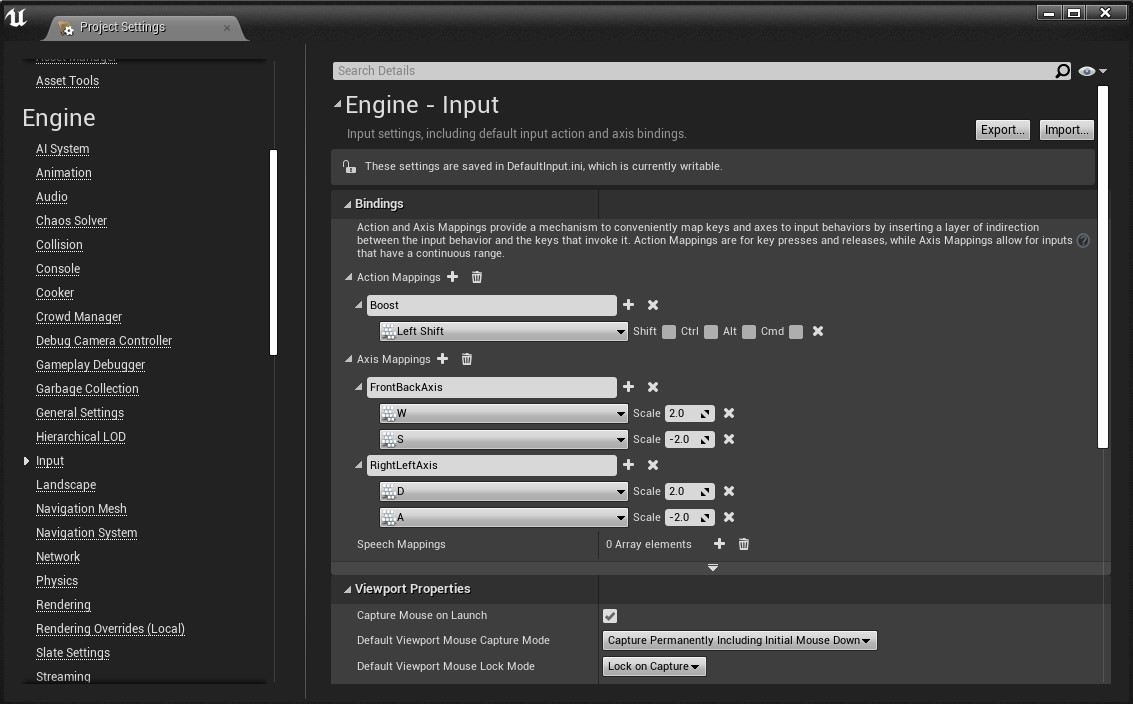 Project Settings
Asset Manager
Asset Tools
Engine
AI System
Animation
Audio
Chaos Solver
Collision
Console
Cooker
Crowd Manager
Debug Camera Controller
Gameplay Debugger
Garbage Collection
General Settings
Hierarchical LOD
Input
Landscape
Navigation Mesh
Navigation System
Network
Physics
Rendering
Rendering Overrides (Local)
Slate Settings
Streaming
Search Details
Engine - Input
Input settings, including default input action and axis bindings.
Export...
Import...
These settings are saved in DefaultInput.ini, which is currently writable.
Bindings
Action and Axis Mappings provide a mechanism to conveniently map keys and axes to input behaviors by inserting a layer of indirection
between the input behavior and the keys that invoke it. Action Mappings are for key presses and releases, while Axis Mappings allow for inputs
that have a continuous range.
Action Mappings
Boost
Left Shift Shift Ctrl Alt Cmd
Axis Mappings
FrontBackAxis
W Scale 2.0
S Scale -2.0
RightLeftAxis
D Scale 2.0
A Scale -2.0
Speech Mappings 0 Array elements
Viewport Properties
Capture Mouse on Launch
Default Viewport Mouse Capture Mode Capture Permanently Including Initial Mouse Down
Default Viewport Mouse Lock Mode Lock on Capture